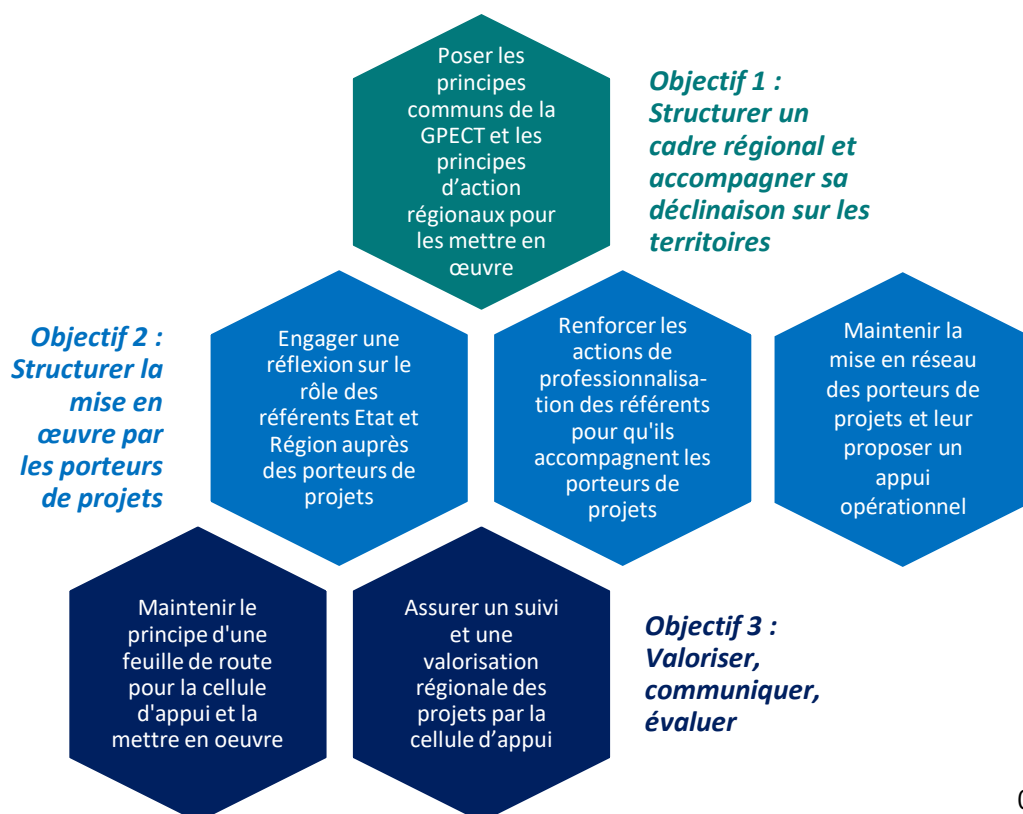 Poser les
principes
communs de la
GPECT et les
principes
d’action
régionaux pour
les mettre en
œuvre
Objectif 1 :
Structurer un
cadre régional et
accompagner sa
déclinaison sur les
territoires
Objectif 2 :
Structurer la
mise en
œuvre par
les porteurs
de projets
Engager une
réflexion sur le
rôle des
référents Etat et
Région auprès
des porteurs de
projets
Renforcer les
actions de
professionnalisa-
tion des référents
pour qu'ils
accompagnent les
porteurs de
projets
Maintenir la
mise en réseau
des porteurs de
projets et leur
proposer un
appui
opérationnel
Maintenir le
principe d'une
feuille de route
pour la cellule
d'appui et la
mettre en oeuvre
Assurer un suivi
et une
valorisation
régionale des
projets par la
cellule d’appui
Objectif 3 :
Valoriser,
communiquer,
évaluer